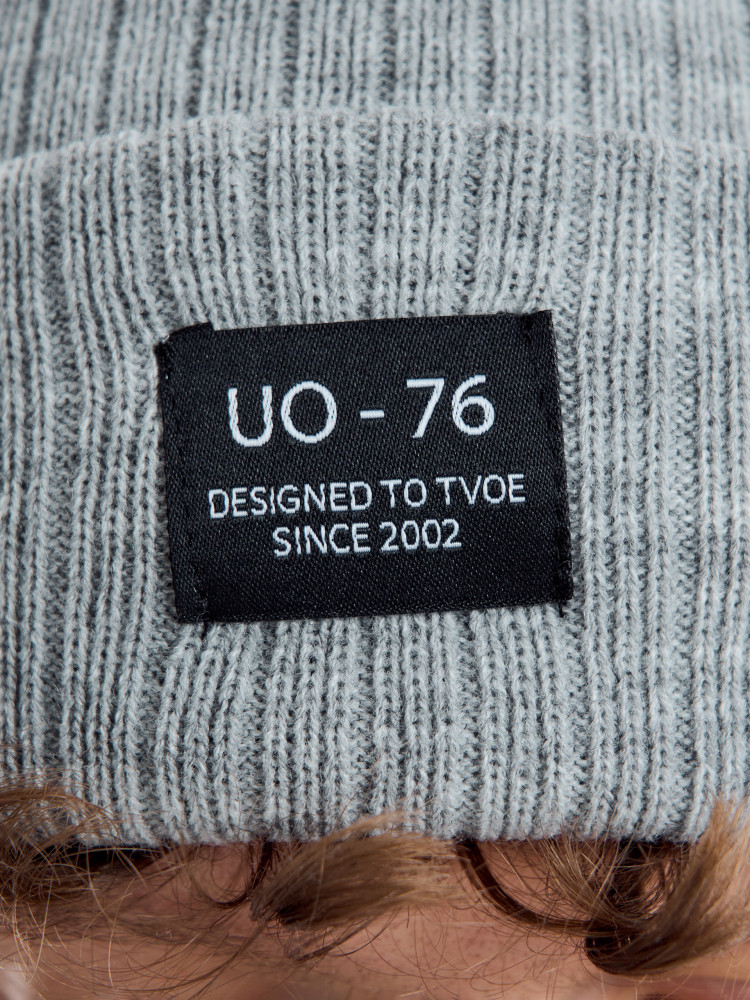 UO - 76
DESIGNED TO TVOE
SINCE 2002